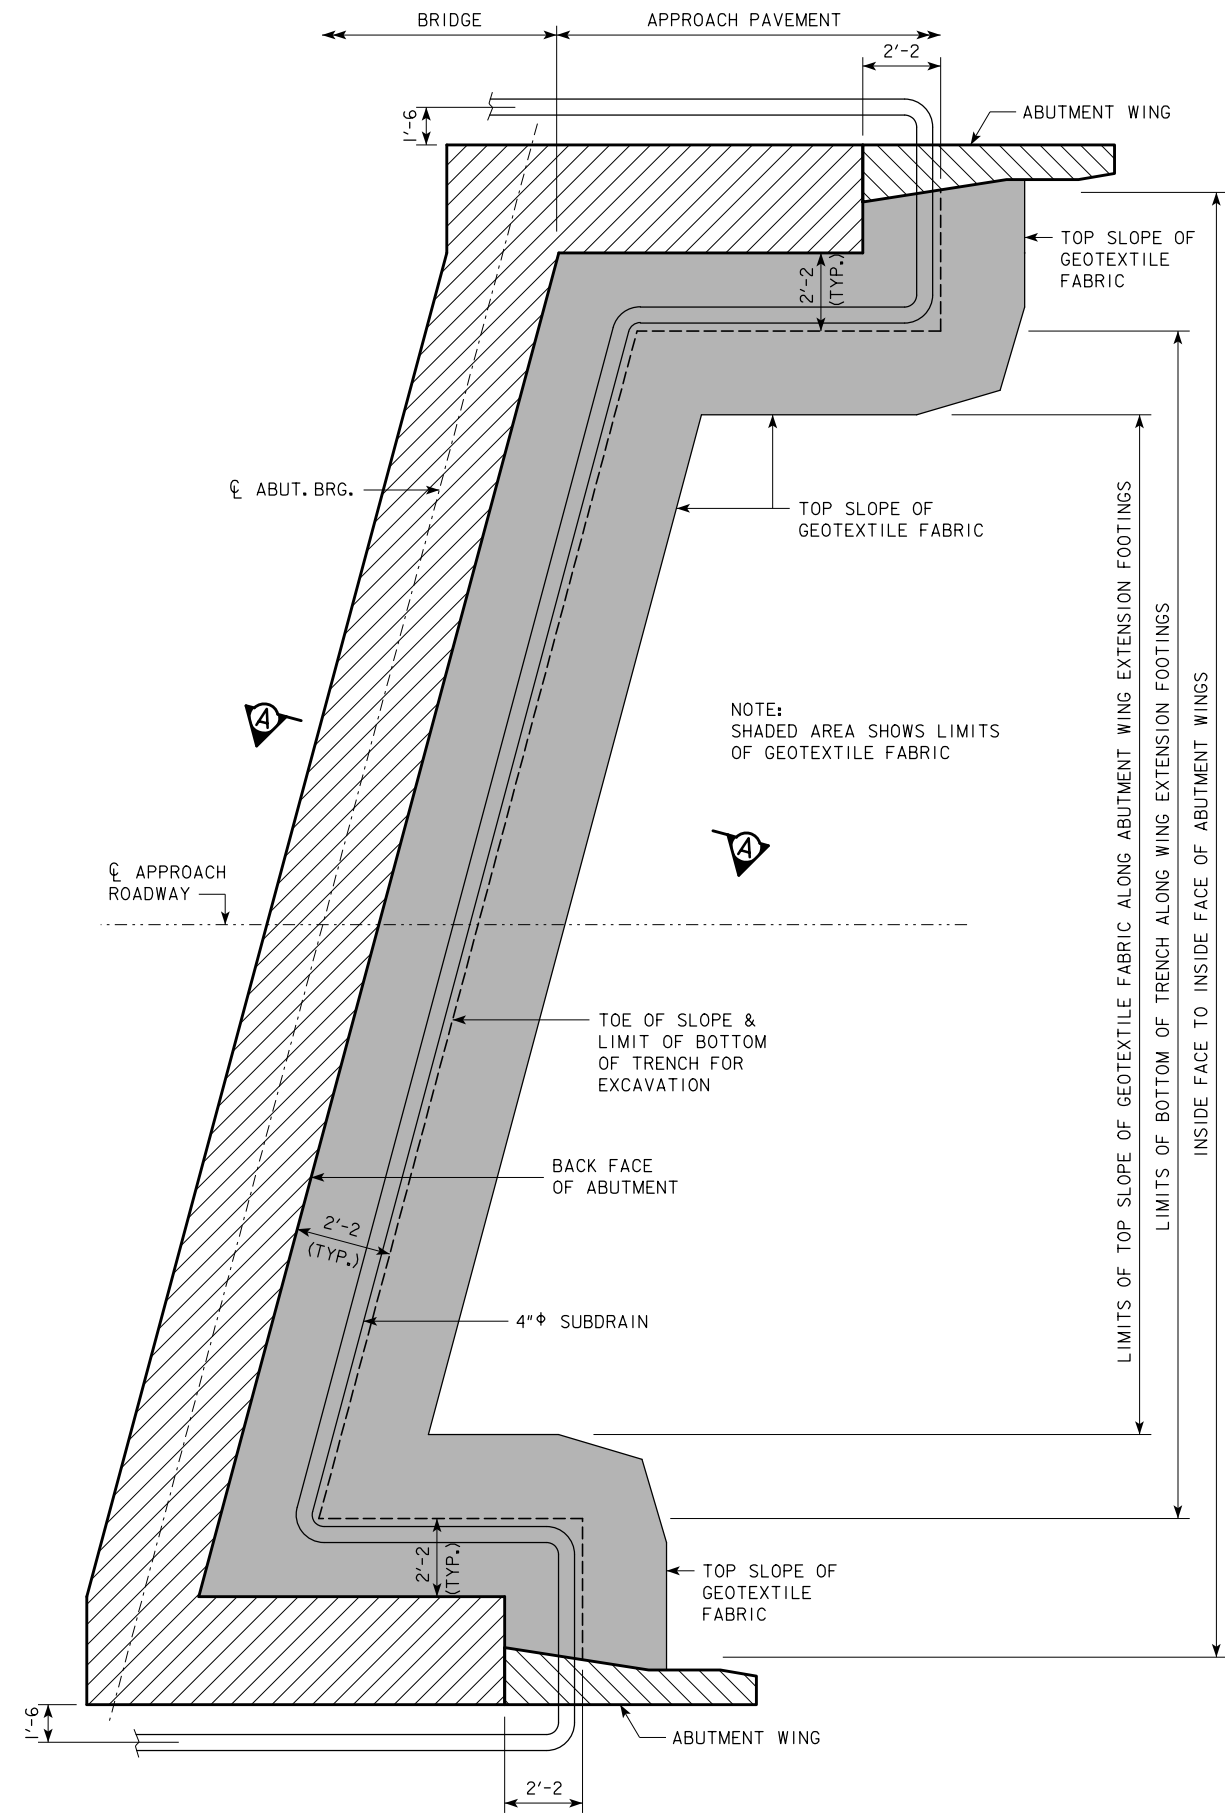 BRIDGE
APPROACH PAVEMENT
2'-2
1'-6
ABUTMENT WING
TOP SLOPE OF
GEOTEXTILE
FABRIC
2'-2
(TYP.)
℄ ABUT. BRG.
TOP SLOPE OF
GEOTEXTILE FABRIC
A
NOTE:
SHADED AREA SHOWS LIMITS
OF GEOTEXTILE FABRIC
A
℄ APPROACH
ROADWAY
LIMITS OF TOP SLOPE OF GEOTEXTILE FABRIC ALONG ABUTMENT WING EXTENSION FOOTINGS
LIMITS OF BOTTOM OF TRENCH ALONG WING EXTENSION FOOTINGS
INSIDE FACE TO INSIDE FACE OF ABUTMENT WINGS
TOE OF SLOPE &
LIMIT OF BOTTOM
OF TRENCH FOR
EXCAVATION
BACK FACE
OF ABUTMENT
2'-2
(TYP.)
4"ϕ SUBDRAIN
2'-2
(TYP.)
TOP SLOPE OF
GEOTEXTILE
FABRIC
1'-6
ABUTMENT WING
2'-2